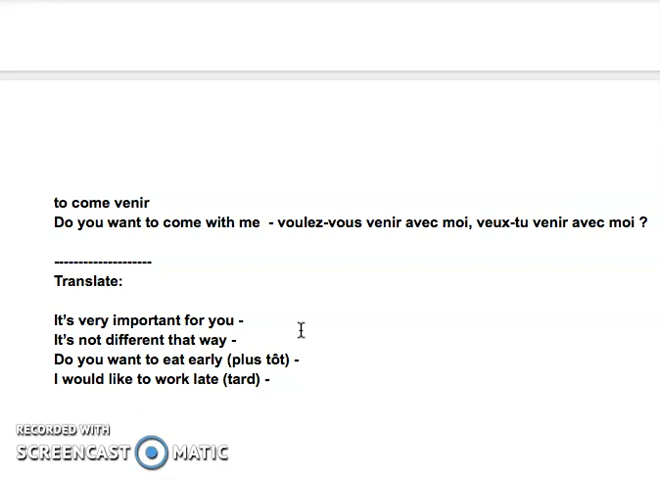 to come venir
Do you want to come with me  - voulez-vous venir avec moi, veux-tu venir avec moi ?
--------------------
Translate:
It’s very important for you -
It’s not different that way -
Do you want to eat early (plus tôt) -
I would like to work late (tard) -
RECORDED WITH
SCREENCAST MATIC